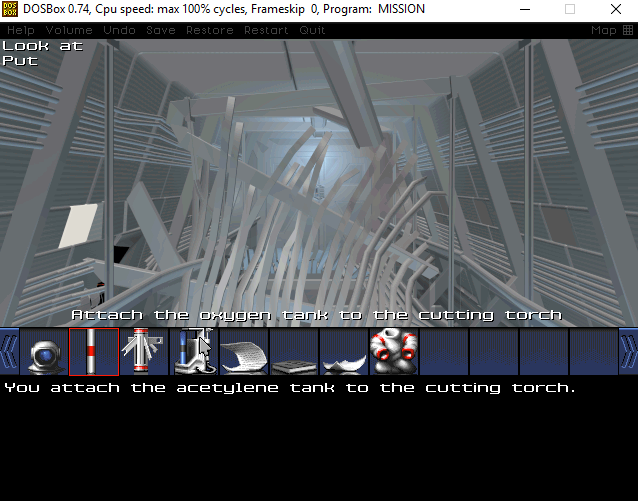 DOSBox 0.74, Cpu speed: max 100% cycles, Frameskip 0, Program: MISSION
Help Volume Undo Save Restore Restart Quit Map
Look at
Put
Attach the oxygen tank to the cutting torch
You attach the acetylene tank to the cutting torch.